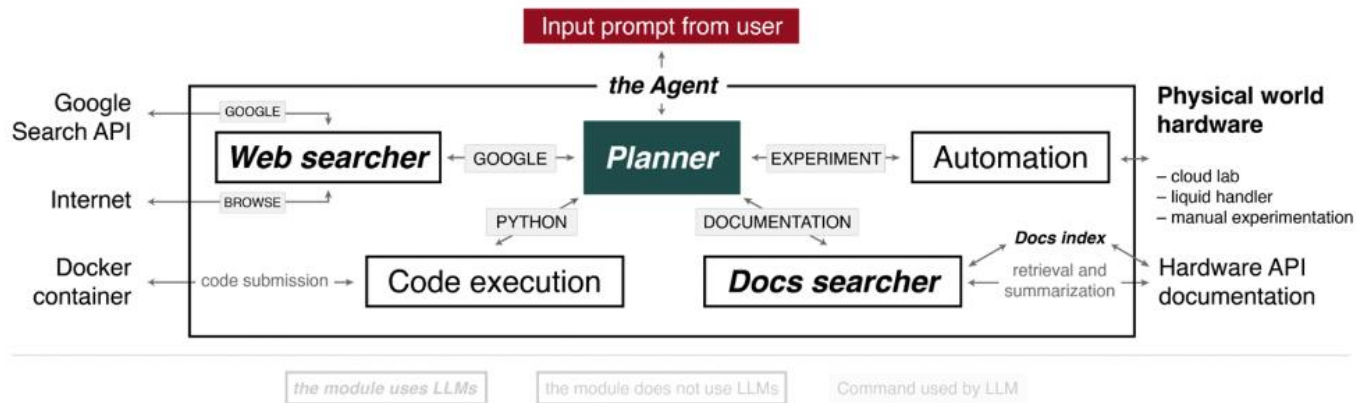 Input prompt from user
the Agent
Google
Search API
GOOGLE
Web searcher
GOOGLE
Planner
EXPERIMENT
Automation
Physical world
hardware
– cloud lab
– liquid handler
– manual experimentation
Internet
BROWSE
PYTHON
DOCUMENTATION
Docs index
Docker
container
code submission
Code execution
Docs searcher
retrieval and
summarization
Hardware API
documentation
the module uses LLMs
the module does not use LLMs
Command used by LLM